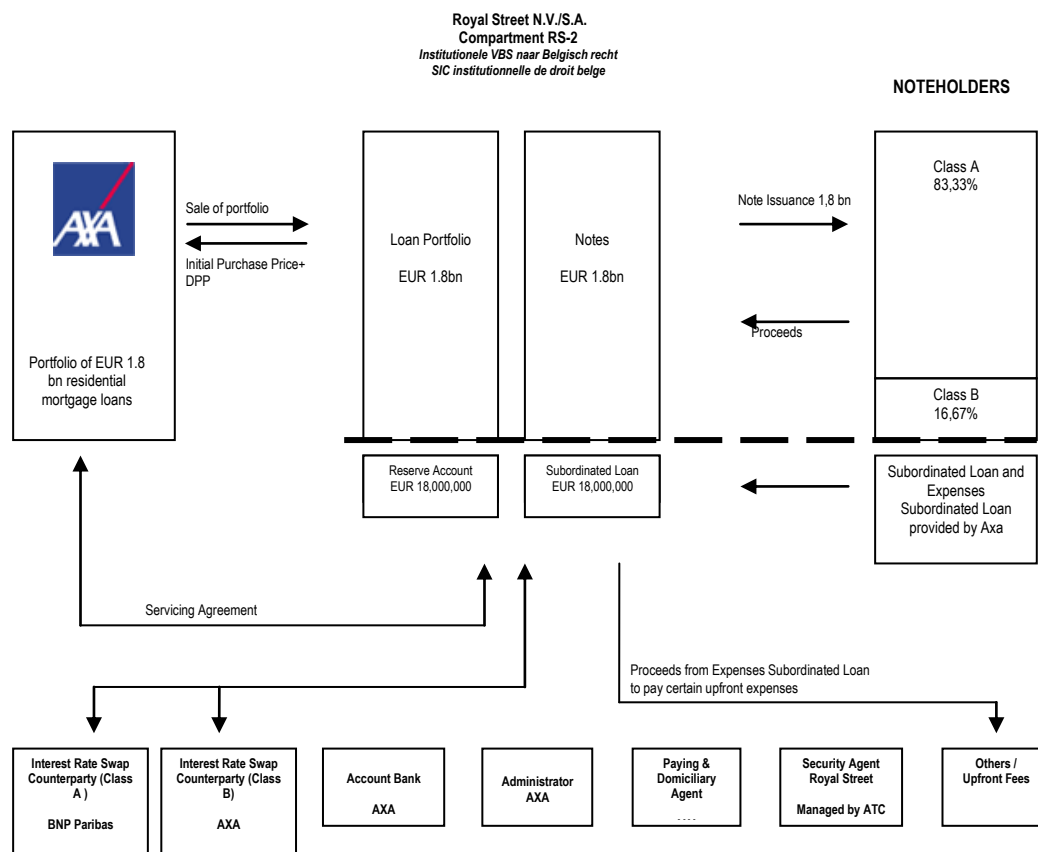 Royal Street N.V./S.A.
Compartment RS-2
Institutionele VBS naar Belgisch recht
SIC institutionnelle de droit belge
NOTEHOLDERS
AXA
Portfolio of EUR 1.8
bn residential
mortgage loans
Sale of portfolio
Initial Purchase Price+
DPP
Loan Portfolio
EUR 1.8bn
Notes
EUR 1.8bn
Note Issuance 1,8 bn
Proceeds
Class A
83,33%
Class B
16,67%
Reserve Account
EUR 18,000,000
Subordinated Loan
EUR 18,000,000
Subordinated Loan and
Expenses
Subordinated Loan
provided by Axa
Servicing Agreement
Proceeds from Expenses Subordinated Loan
to pay certain upfront expenses
Interest Rate Swap
Counterparty (Class
A )
BNP Paribas
Interest Rate Swap
Counterparty (Class
B)
AXA
Account Bank
AXA
Administrator
AXA
Paying &
Domiciliary
Agent
....
Security Agent
Royal Street
Managed by ATC
Others /
Upfront Fees